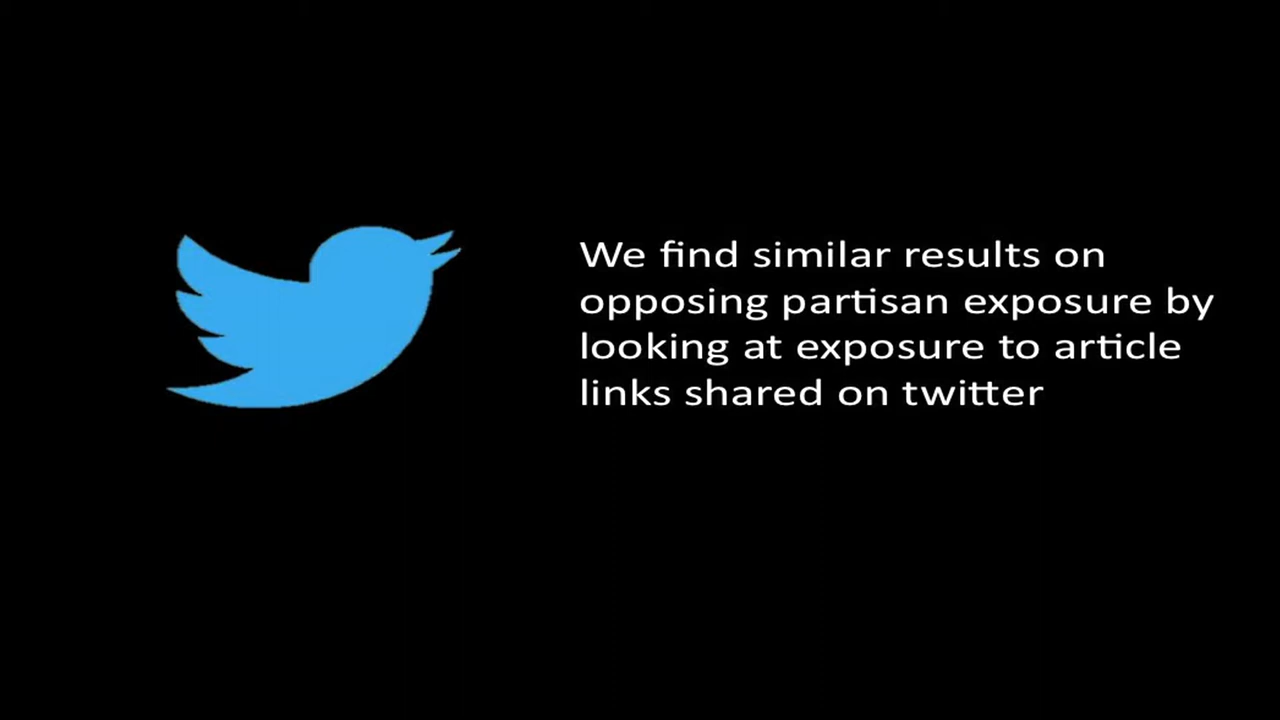 We find similar results on
opposing partisan exposure by
looking at exposure to article
links shared on twitter